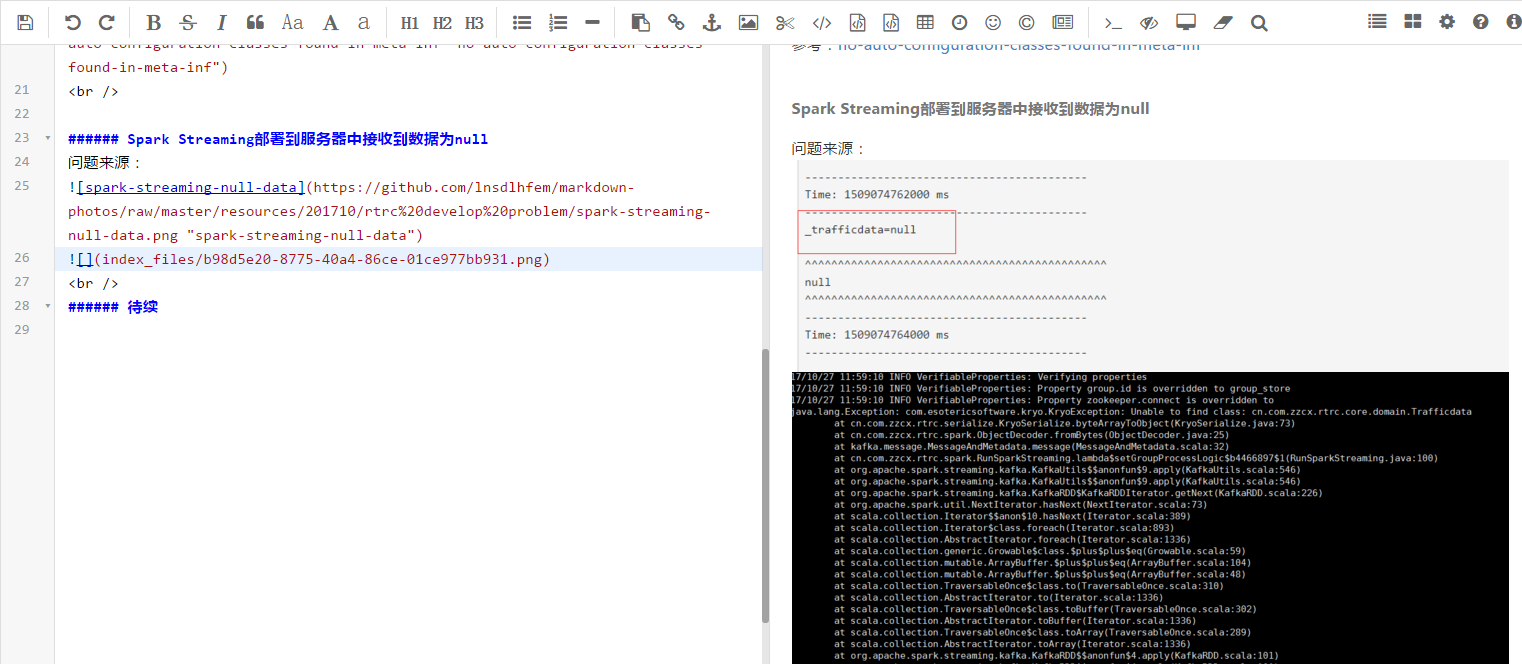 B S I “ Aa A a H1 H2 H3
auto-configuration-classes-found-in-meta-inf "no-auto-configuration-classes-
found-in-meta-inf")
21 <br />
22
23 ###### Spark Streaming部署到服务器中接收到数据为null
24 问题来源：
25 ![spark-streaming-null-data](https://github.com/lnsdlhfem/markdown-
photos/raw/master/resources/201710/rtrc%20develop%20problem/spark-streaming-
null-data.png "spark-streaming-null-data")
26 ![](index_files/b98d5e20-8775-40a4-86ce-01ce977bb931.png)
27 <br />
28 ###### 待续
29
参考：no-auto-configuration-classes-found-in-meta-inf
Spark Streaming部署到服务器中接收到数据为null
问题来源：
-------------------------------------------
Time: 1509074762000 ms
-------------------------------------------
_trafficdata=null
^^^^^^^^^^^^^^^^^^^^^^^^^^^^^^^^^^^^^^^^^^^^^^
null
^^^^^^^^^^^^^^^^^^^^^^^^^^^^^^^^^^^^^^^^^^^^^^
-------------------------------------------
Time: 1509074764000 ms
-------------------------------------------
17/10/27 11:59:10 INFO VerifiableProperties: Verifying properties
17/10/27 11:59:10 INFO VerifiableProperties: Property group.id is overridden to group_store
17/10/27 11:59:10 INFO VerifiableProperties: Property zookeeper.connect is overridden to
java.lang.Exception: com.esotericsoftware.kryo.KryoException: Unable to find class: cn.com.zzcx.rtrc.core.domain.Trafficdata
at cn.com.zzcx.rtrc.serialize.KryoSerialize.byteArrayToObject(KryoSerialize.java:73)
at cn.com.zzcx.rtrc.spark.ObjectDecoder.fromBytes(ObjectDecoder.java:25)
at kafka.message.MessageAndMetadata.message(MessageAndMetadata.scala:32)
at cn.com.zzcx.rtrc.spark.RunSparkStreaming.lambda$setGroupProcessLogic$b4466897$1(RunSparkStreaming.java:100)
at org.apache.spark.streaming.kafka.KafkaUtils$$anonfun$9.apply(KafkaUtils.scala:546)
at org.apache.spark.streaming.kafka.KafkaUtils$$anonfun$9.apply(KafkaUtils.scala:546)
at org.apache.spark.streaming.kafka.KafkaRDD$KafkaRDDIterator.getNext(KafkaRDD.scala:226)
at org.apache.spark.util.NextIterator.hasNext(NextIterator.scala:73)
at scala.collection.Iterator$$anon$10.hasNext(Iterator.scala:389)
at scala.collection.Iterator$class.foreach(Iterator.scala:893)
at scala.collection.AbstractIterator.foreach(Iterator.scala:1336)
at scala.collection.generic.Growable$class.$plus$plus$eq(Growable.scala:59)
at scala.collection.mutable.ArrayBuffer.$plus$plus$eq(ArrayBuffer.scala:104)
at scala.collection.mutable.ArrayBuffer.$plus$plus$eq(ArrayBuffer.scala:48)
at scala.collection.TraversableOnce$class.to(TraversableOnce.scala:310)
at scala.collection.AbstractIterator.to(Iterator.scala:1336)
at scala.collection.TraversableOnce$class.toBuffer(TraversableOnce.scala:302)
at scala.collection.AbstractIterator.toBuffer(Iterator.scala:1336)
at scala.collection.TraversableOnce$class.toArray(TraversableOnce.scala:289)
at scala.collection.AbstractIterator.toArray(Iterator.scala:1336)
at org.apache.spark.streaming.kafka.KafkaRDD$$anonfun$4.apply(KafkaRDD.scala:101)